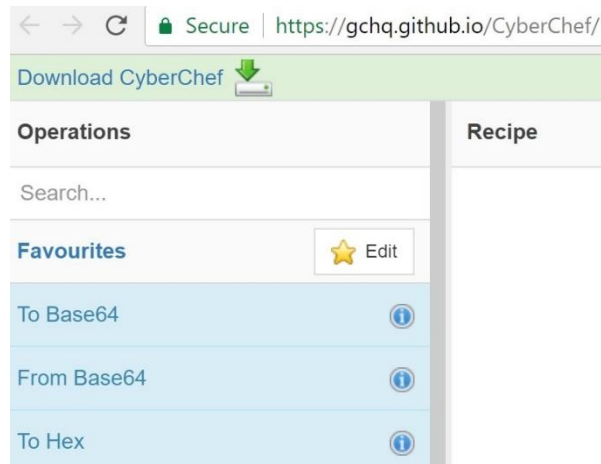 Secure | https://gchq.github.io/CyberChef/
Download CyberChef
Operations
Recipe
Search...
Favourites
Edit
To Base64
From Base64
To Hex